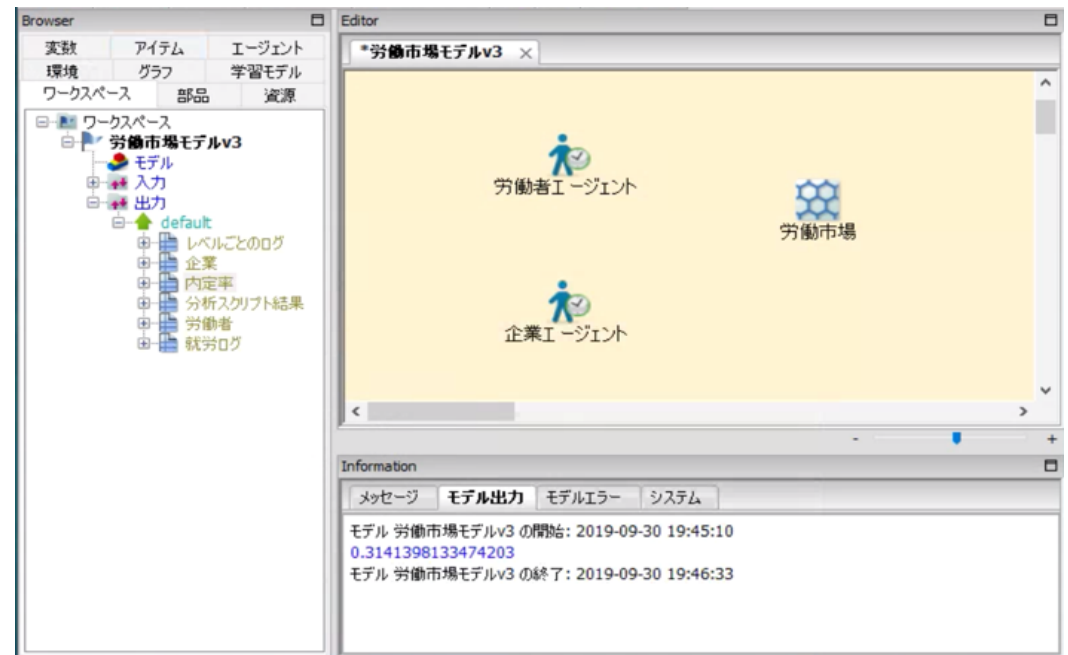 Browser
変数 アイテム エージェント
環境 グラフ 学習モデル
ワークスペース 部品 資源
ワークスペース
労働市場モデルv3
モデル
入力
出力
default
レベルごとのログ
企業
内定率
分析スクリプト結果
労働者
就労ログ
Editor
*労働市場モデルv3
労働者エージェント
労働市場
企業エージェント
- +
Information
メッセージ モデル出力 モデルエラー システム
モデル 労働市場モデルv3 の開始: 2019-09-30 19:45:10
0.3141398133474203
モデル 労働市場モデルv3 の終了: 2019-09-30 19:46:33